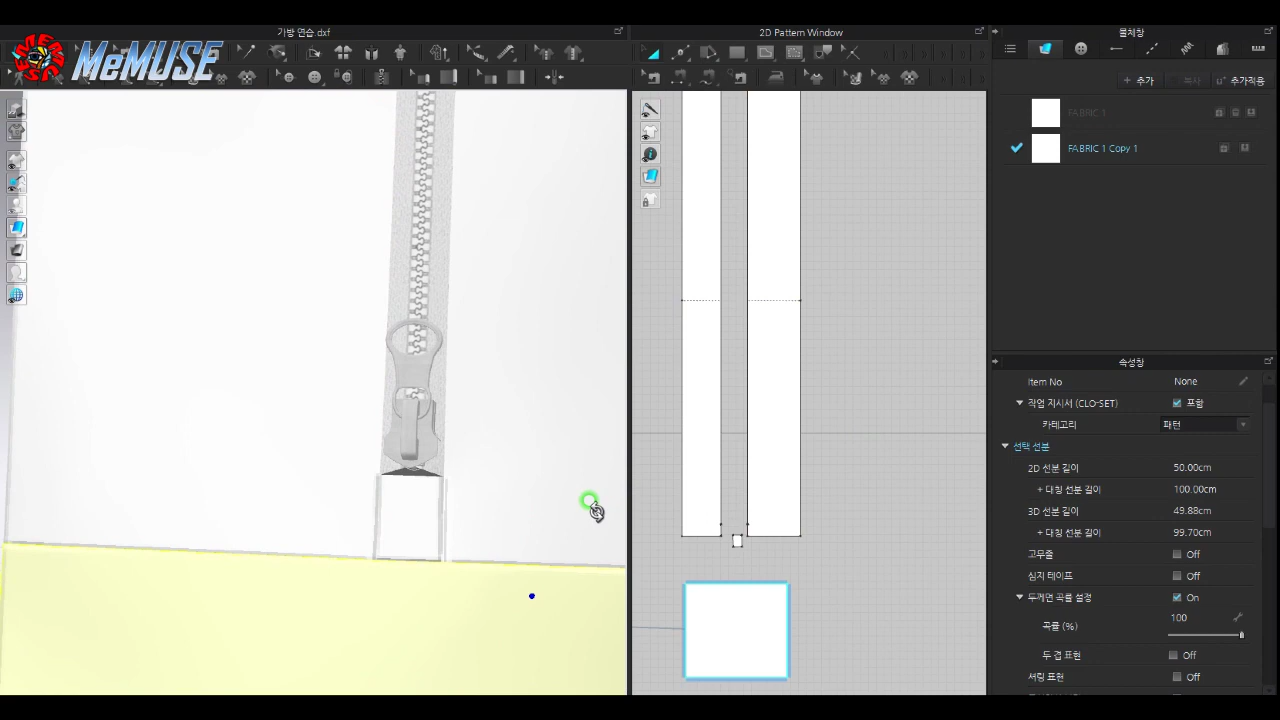 MeMUSE
가방 연습.dxf
2D Pattern Window
물체창
추가
복사
추가적용
FABRIC 1
FABRIC 1 Copy 1
속성창
Item No
None
작업 지시서 (CLO-SET)
포함
카테고리
패턴
선택 선분
2D 선분 길이
50.00cm
+ 대칭 선분 길이
100.00cm
3D 선분 길이
49.88cm
+ 대칭 선분 길이
99.70cm
고무줄
Off
심지 테이프
Off
두께면 곡률 설정
On
곡률 (%)
100
두 겹 표현
Off
셔링 표현
Off